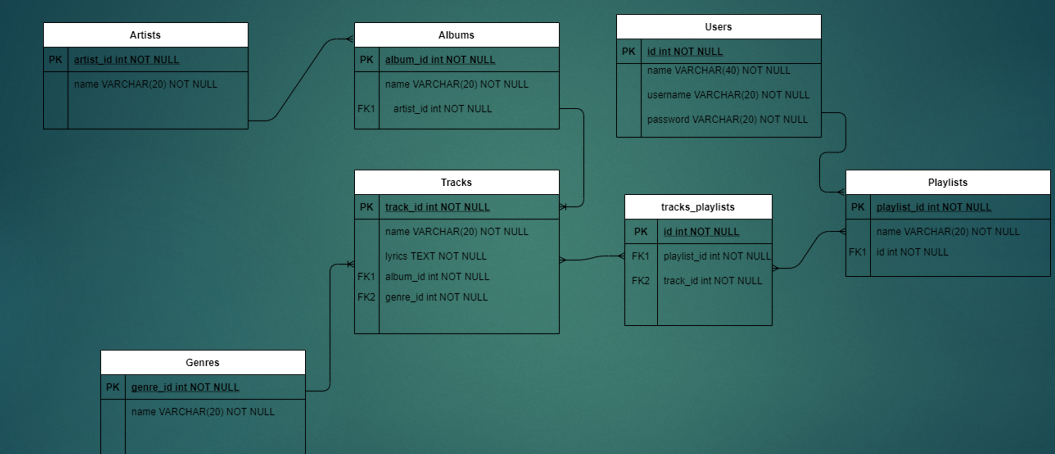 Artists
PK artist_id int NOT NULL
name VARCHAR(20) NOT NULL
Albums
PK album_id int NOT NULL
name VARCHAR(20) NOT NULL
FK1 artist_id int NOT NULL
Users
PK id int NOT NULL
name VARCHAR(40) NOT NULL
username VARCHAR(20) NOT NULL
password VARCHAR(20) NOT NULL
Tracks
PK track_id int NOT NULL
name VARCHAR(20) NOT NULL
lyrics TEXT NOT NULL
FK1 album_id int NOT NULL
FK2 genre_id int NOT NULL
tracks_playlists
PK id int NOT NULL
FK1 playlist_id int NOT NULL
FK2 track_id int NOT NULL
Playlists
PK playlist_id int NOT NULL
name VARCHAR(20) NOT NULL
FK1 id int NOT NULL
Genres
PK genre_id int NOT NULL
name VARCHAR(20) NOT NULL